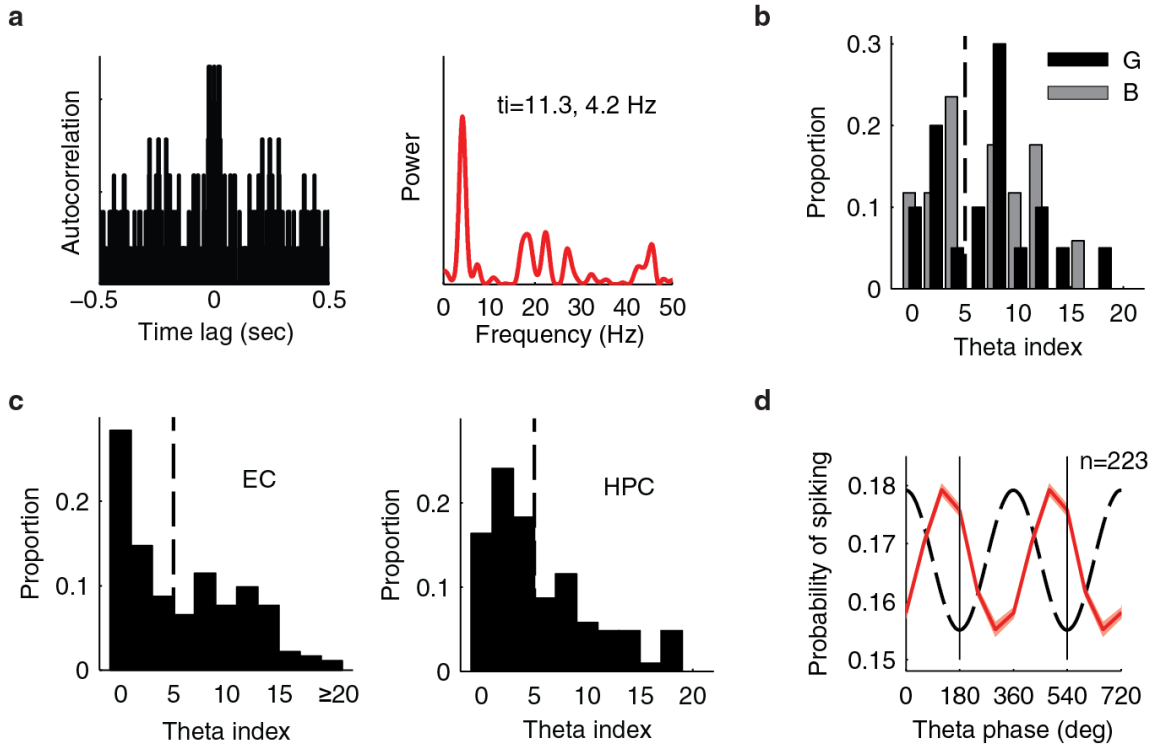 a
Autocorrelation
−0.5 0 0.5
Time lag (sec)
Power
ti=11.3, 4.2 Hz
0 10 20 30 40 50
Frequency (Hz)
b
Proportion
0.3
0.2
0.1
0
G
B
0 5 10 15 20
Theta index
c
Proportion
0.2
0.1
0
EC
0 5 10 15 ≥20
Theta index
Proportion
0.2
0.1
0
HPC
0 5 10 15 20
Theta index
d
Probability of spiking
n=223
0.18
0.17
0.16
0.15
0 180 360 540 720
Theta phase (deg)